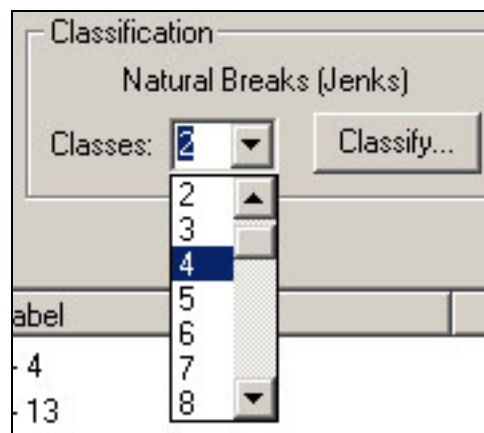 Classification
Natural Breaks (Jenks)
Classes: 2 Classify...
2
3
4
5
6
7
8
abel
- 4
- 13